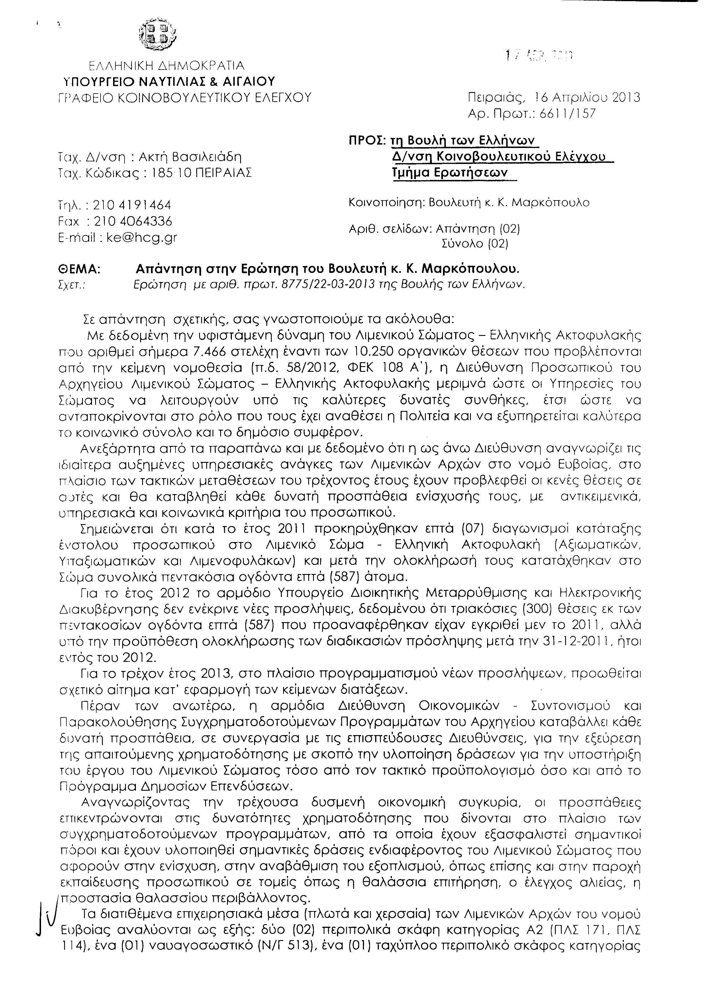 ΕΛΛΗΝΙΚΗ ΔΗΜΟΚΡΑΤΙΑ
ΥΠΟΥΡΓΕΙΟ ΝΑΥΤΙΛΙΑΣ & ΑΙΓΑΙΟΥ
ΓΡΑΦΕΙΟ ΚΟΙΝΟΒΟΥΛΕΥΤΙΚΟΥ ΕΛΕΓΧΟΥ
Πειραιάς, 16 Απριλίου 2013
Αρ. Πρωτ.: 6611/157
ΠΡΟΣ: τη Βουλή των Ελλήνων
Δ/νση Κοινοβουλευτικού Ελέγχου
Τμήμα Ερωτήσεων
Ταχ. Δ/νση : Ακτή Βασιλειάδη
Ταχ. Κώδικας : 185 10 ΠΕΙΡΑΙΑΣ
Τηλ. : 210 4191464
Fax : 210 4064336
E-mail : ke@hcg.gr
Κοινοποίηση: Βουλευτή κ. Κ. Μαρκόπουλο
Αριθ. σελίδων: Απάντηση (02)
Σύνολο (02)
ΘΕΜΑ: Απάντηση στην Ερώτηση του Βουλευτή κ. Κ. Μαρκόπουλου.
Σχετ.: Ερώτηση με αριθ. πρωτ. 8775/22-03-2013 της Βουλής των Ελλήνων.
Σε απάντηση σχετικής, σας γνωστοποιούμε τα ακόλουθα:
Με δεδομένη την υφιστάμενη δύναμη του Λιμενικού Σώματος – Ελληνικής Ακτοφυλακής
που αριθμεί σήμερα 7.466 στελέχη έναντι των 10.250 οργανικών θέσεων που προβλέπονται
από την κείμενη νομοθεσία (π.δ. 58/2012, ΦΕΚ 108 Α΄), η Διεύθυνση Προσωπικού του
Αρχηγείου Λιμενικού Σώματος – Ελληνικής Ακτοφυλακής μεριμνά ώστε οι Υπηρεσίες του
Σώματος να λειτουργούν υπό τις καλύτερες δυνατές συνθήκες, έτσι ώστε να
ανταποκρίνονται στο ρόλο που τους έχει αναθέσει η Πολιτεία και να εξυπηρετείται καλύτερα
το κοινωνικό σύνολο και το δημόσιο συμφέρον.
Ανεξάρτητα από τα παραπάνω και με δεδομένο ότι η ως άνω Διεύθυνση αναγνωρίζει τις
ιδιαίτερα αυξημένες υπηρεσιακές ανάγκες των Λιμενικών Αρχών στο νομό Ευβοίας, στο
πλαίσιο των τακτικών μεταθέσεων του τρέχοντος έτους έχουν προβλεφθεί οι κενές θέσεις σε
αυτές και θα καταβληθεί κάθε δυνατή προσπάθεια ενίσχυσής τους, με αντικειμενικά,
υπηρεσιακά και κοινωνικά κριτήρια του προσωπικού.
Σημειώνεται ότι κατά το έτος 2011 προκηρύχθηκαν επτά (07) διαγωνισμοί κατάταξης
ένστολου προσωπικού στο Λιμενικό Σώμα - Ελληνική Ακτοφυλακή (Αξιωματικών,
Υπαξιωματικών και Λιμενοφυλάκων) και μετά την ολοκλήρωσή τους κατατάχθηκαν στο
Σώμα συνολικά πεντακόσια ογδόντα επτά (587) άτομα.
Για το έτος 2012 το αρμόδιο Υπουργείο Διοικητικής Μεταρρύθμισης και Ηλεκτρονικής
Διακυβέρνησης δεν ενέκρινε νέες προσλήψεις, δεδομένου ότι τριακόσιες (300) θέσεις εκ των
πεντακοσίων ογδόντα επτά (587) που προαναφέρθηκαν είχαν εγκριθεί μεν το 2011, αλλά
υπό την προϋπόθεση ολοκλήρωσης των διαδικασιών πρόσληψης μετά την 31-12-2011, ήτοι
εντός του 2012.
Για το τρέχον έτος 2013, στο πλαίσιο προγραμματισμού νέων προσλήψεων, προωθείται
σχετικό αίτημα κατ' εφαρμογή των κείμενων διατάξεων.
Πέραν των ανωτέρω, η αρμόδια Διεύθυνση Οικονομικών - Συντονισμού και
Παρακολούθησης Συγχρηματοδοτούμενων Προγραμμάτων του Αρχηγείου καταβάλλει κάθε
δυνατή προσπάθεια, σε συνεργασία με τις επισπεύδουσες Διευθύνσεις, για την εξεύρεση
της απαιτούμενης χρηματοδότησης με σκοπό την υλοποίηση δράσεων για την υποστήριξη
του έργου του Λιμενικού Σώματος τόσο από τον τακτικό προϋπολογισμό όσο και από το
Πρόγραμμα Δημοσίων Επενδύσεων.
Αναγνωρίζοντας την τρέχουσα δυσμενή οικονομική συγκυρία, οι προσπάθειες
επικεντρώνονται στις δυνατότητες χρηματοδότησης που δίνονται στο πλαίσιο των
συγχρηματοδοτούμενων προγραμμάτων, από τα οποία έχουν εξασφαλιστεί σημαντικοί
πόροι και έχουν υλοποιηθεί σημαντικές δράσεις ενδιαφέροντος του Λιμενικού Σώματος που
αφορούν στην ενίσχυση, στην αναβάθμιση του εξοπλισμού, όπως επίσης και στην παροχή
εκπαίδευσης προσωπικού σε τομείς όπως η θαλάσσια επιτήρηση, ο έλεγχος αλιείας, η
προστασία θαλασσίου περιβάλλοντος.
Τα διατιθέμενα επιχειρησιακά μέσα (πλωτά και χερσαία) των Λιμενικών Αρχών του νομού
Ευβοίας αναλύονται ως εξής: δύο (02) περιπολικά σκάφη κατηγορίας Α2 (ΠΛΣ 171, ΠΛΣ
114), ένα (01) ναυαγοσωστικό (Ν/Γ 513), ένα (01) ταχύπλοο περιπολικό σκάφος κατηγορίας